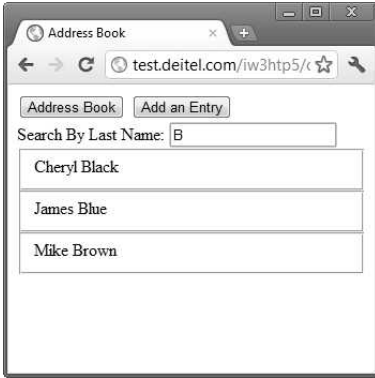 Address Book
test.deitel.com/iw3htp5/
Address Book Add an Entry
Search By Last Name: B
Cheryl Black
James Blue
Mike Brown